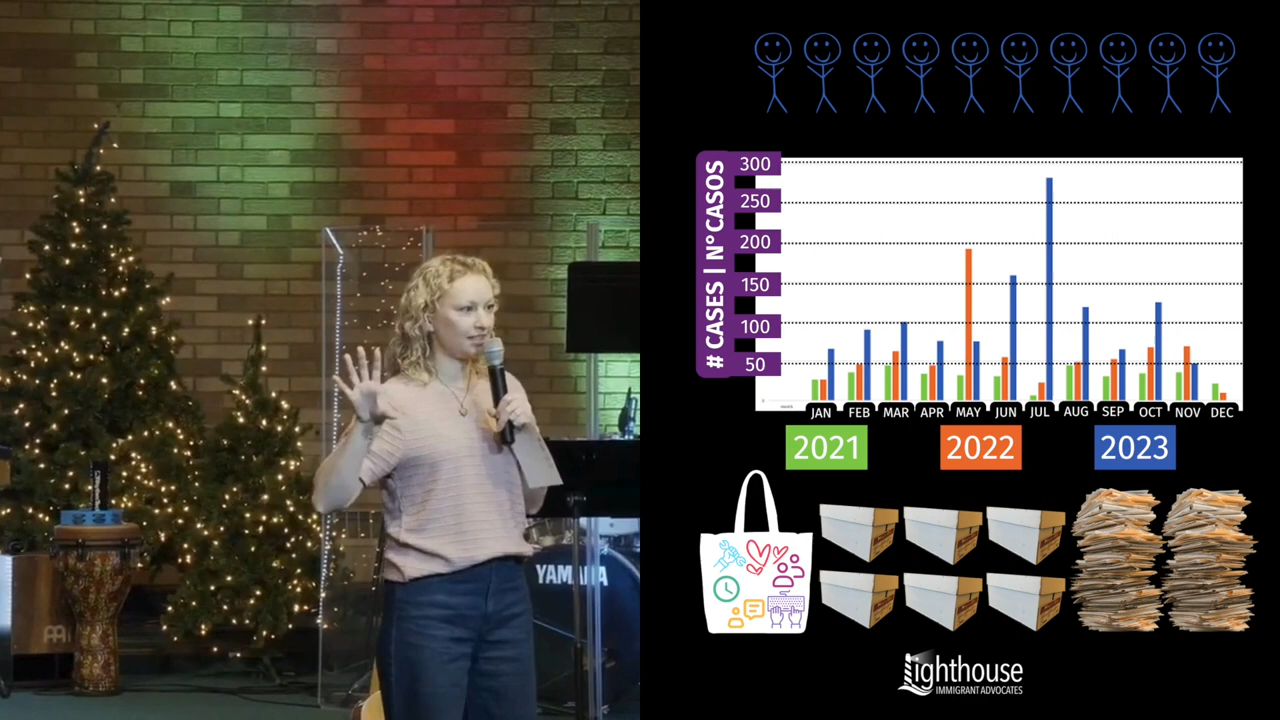 # CASES | N° CASOS
300
250
200
150
100
50
JAN FEB MAR APR MAY JUN JUL AUG SEP OCT NOV DEC
2021 2022 2023
YAMAHA
lighthouse
IMMIGRANT ADVOCATES